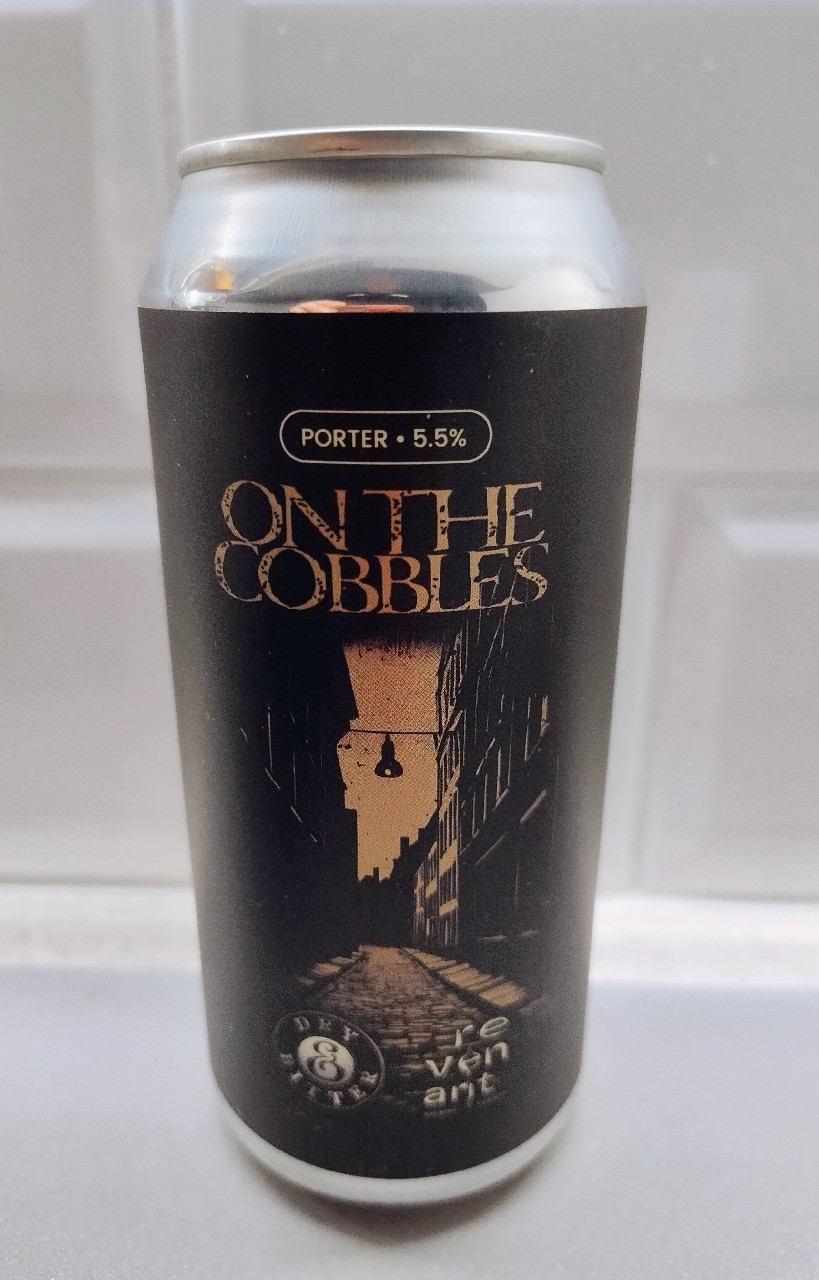 PORTER • 5.5%
ON THE
COBBLES
DRY
&
BITTER
re
ven
ant